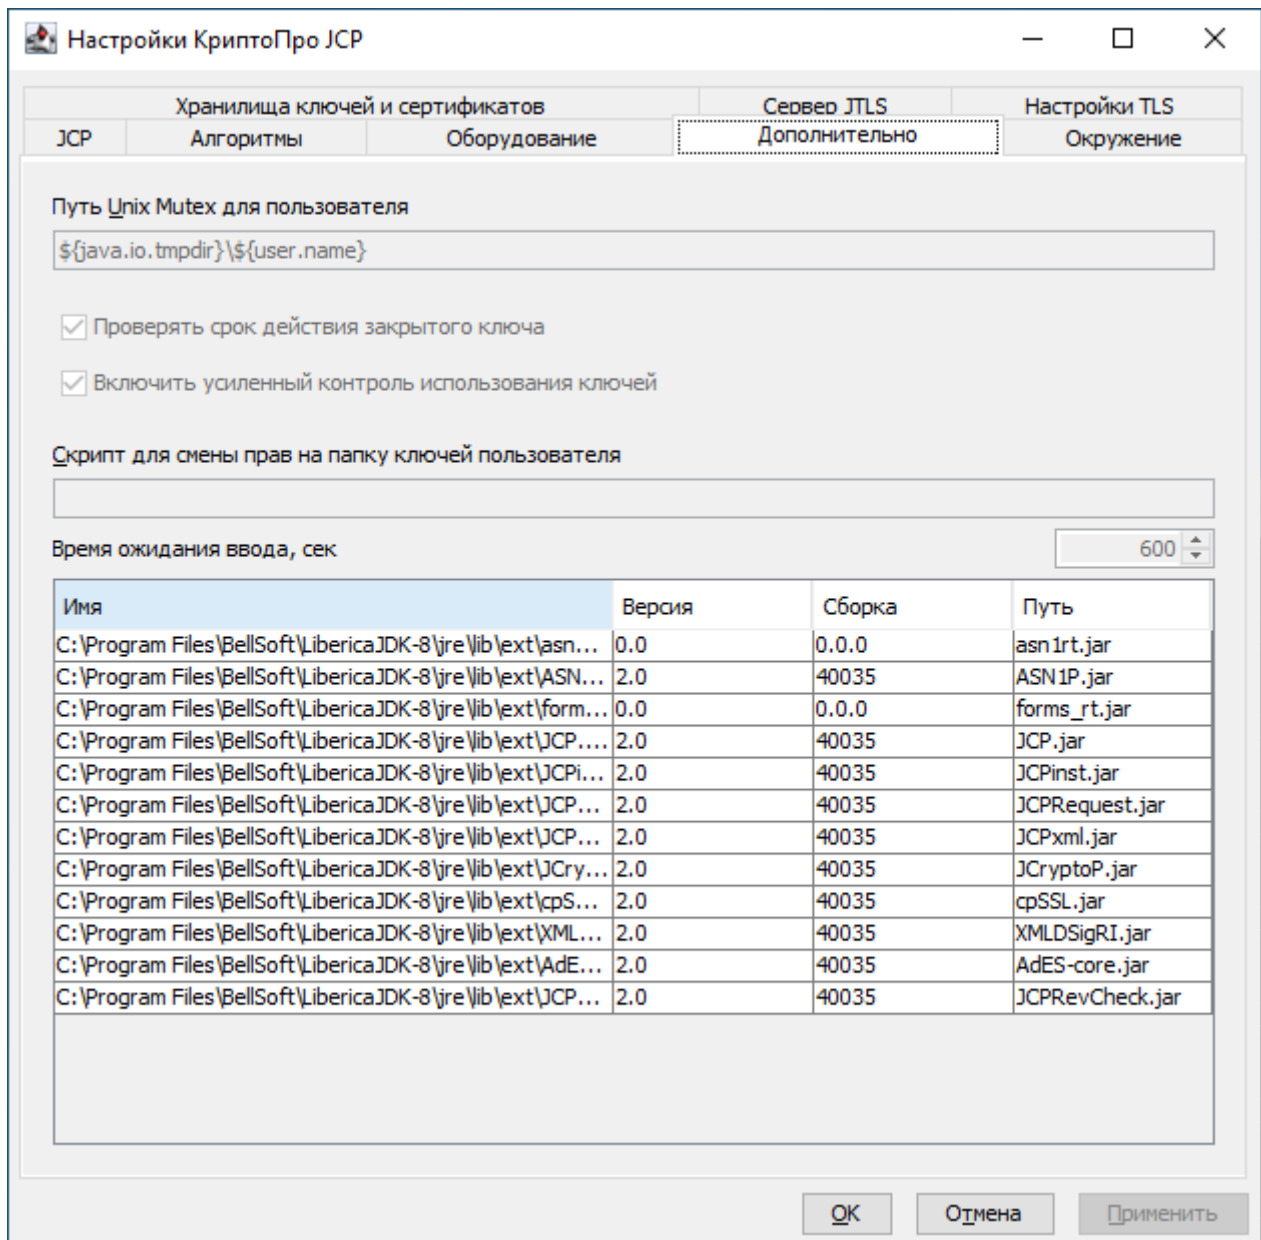 Настройки КриптоПро JCP
Хранилища ключей и сертификатов Сервер JTLS Настройки TLS
JCP Алгоритмы Оборудование Дополнительно Окружение
Путь Unix Mutex для пользователя
${java.io.tmpdir}\${user.name}
Проверять срок действия закрытого ключа
Включить усиленный контроль использования ключей
Скрипт для смены прав на папку ключей пользователя
Время ожидания ввода, сек 600
Имя Версия Сборка Путь
C:\Program Files\BellSoft\LibericaJDK-8\jre\lib\ext\asn... 0.0 0.0.0 asn1rt.jar
C:\Program Files\BellSoft\LibericaJDK-8\jre\lib\ext\ASN... 2.0 40035 ASN1P.jar
C:\Program Files\BellSoft\LibericaJDK-8\jre\lib\ext\form... 0.0 0.0.0 forms_rt.jar
C:\Program Files\BellSoft\LibericaJDK-8\jre\lib\ext\JCP.... 2.0 40035 JCP.jar
C:\Program Files\BellSoft\LibericaJDK-8\jre\lib\ext\JCPi... 2.0 40035 JCPinst.jar
C:\Program Files\BellSoft\LibericaJDK-8\jre\lib\ext\JCP... 2.0 40035 JCPRequest.jar
C:\Program Files\BellSoft\LibericaJDK-8\jre\lib\ext\JCP... 2.0 40035 JCPxml.jar
C:\Program Files\BellSoft\LibericaJDK-8\jre\lib\ext\JCry... 2.0 40035 JCryptoP.jar
C:\Program Files\BellSoft\LibericaJDK-8\jre\lib\ext\cpS... 2.0 40035 cpSSL.jar
C:\Program Files\BellSoft\LibericaJDK-8\jre\lib\ext\XML... 2.0 40035 XMLDSigRI.jar
C:\Program Files\BellSoft\LibericaJDK-8\jre\lib\ext\AdE... 2.0 40035 AdES-core.jar
C:\Program Files\BellSoft\LibericaJDK-8\jre\lib\ext\JCP... 2.0 40035 JCPRevCheck.jar
OK Отмена Применить